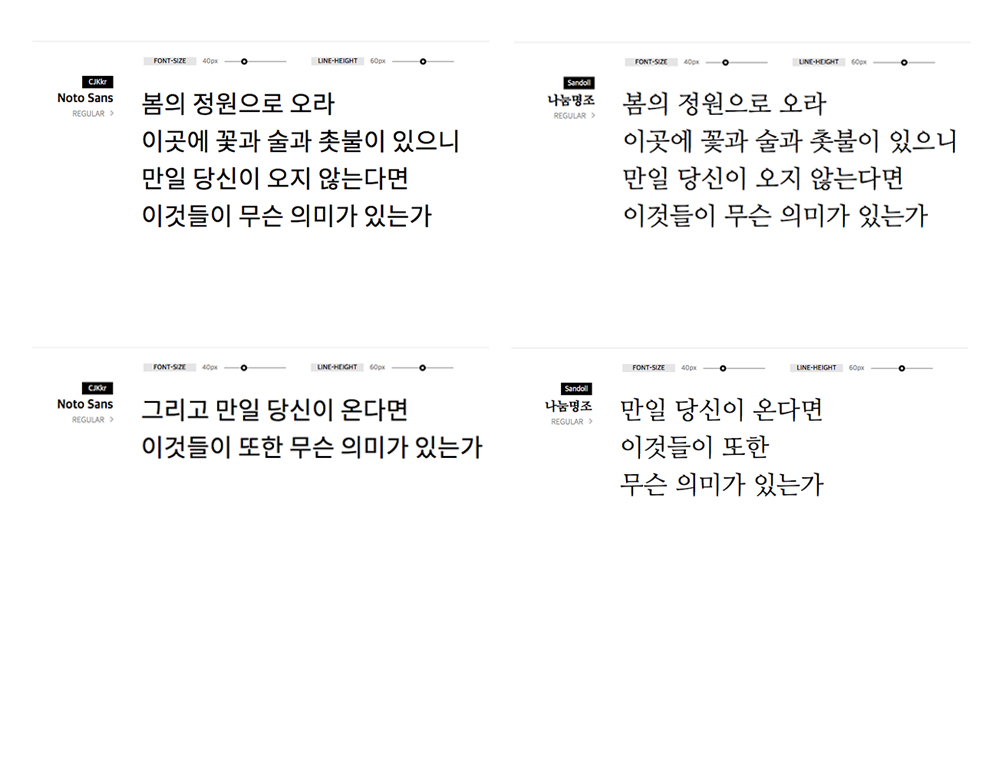 FONT-SIZE 40px LINE-HEIGHT 60px
CJKkr
Noto Sans
REGULAR >
봄의 정원으로 오라
이곳에 꽃과 술과 촛불이 있으니
만일 당신이 오지 않는다면
이것들이 무슨 의미가 있는가
FONT-SIZE 40px LINE-HEIGHT 60px
Sandoll
나눔명조
REGULAR >
봄의 정원으로 오라
이곳에 꽃과 술과 촛불이 있으니
만일 당신이 오지 않는다면
이것들이 무슨 의미가 있는가
FONT-SIZE 40px LINE-HEIGHT 60px
CJKkr
Noto Sans
REGULAR >
그리고 만일 당신이 온다면
이것들이 또한 무슨 의미가 있는가
FONT-SIZE 40px LINE-HEIGHT 60px
Sandoll
나눔명조
REGULAR >
만일 당신이 온다면
이것들이 또한
무슨 의미가 있는가